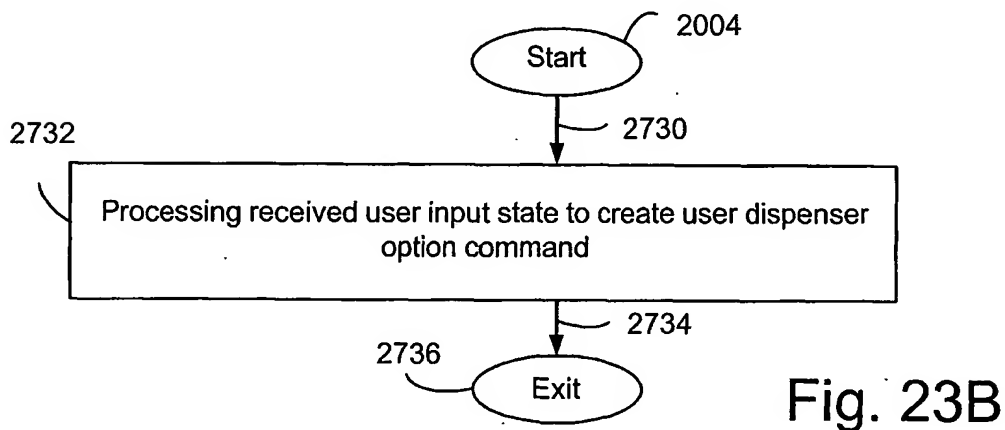 2004
Start
2730
2732
Processing received user input state to create user dispenser
option command
2734
2736
Exit
Fig. 23B